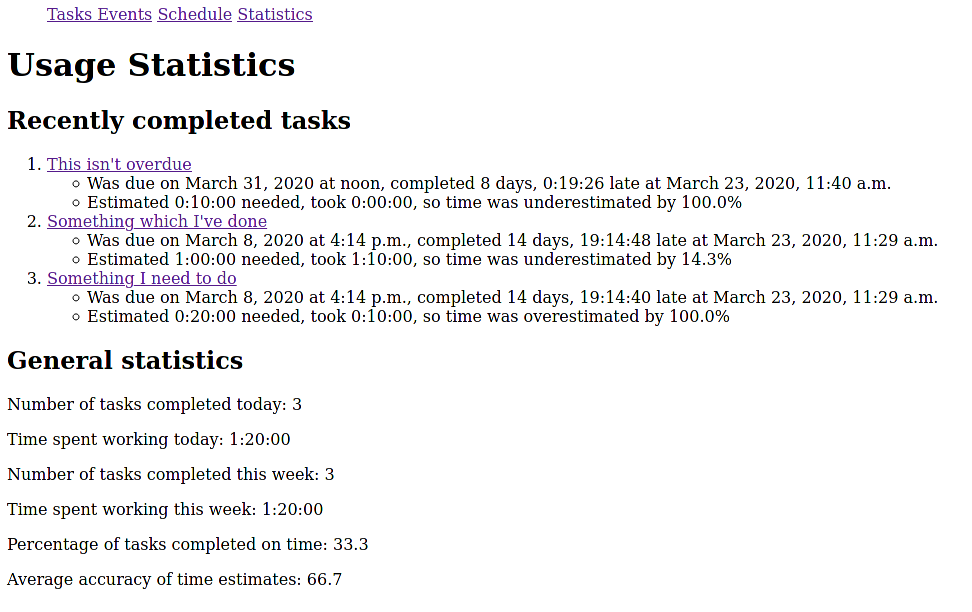 Tasks Events Schedule Statistics
Usage Statistics
Recently completed tasks
1. This isn't overdue
Was due on March 31, 2020 at noon, completed 8 days, 0:19:26 late at March 23, 2020, 11:40 a.m.
Estimated 0:10:00 needed, took 0:00:00, so time was underestimated by 100.0%
2. Something which I've done
Was due on March 8, 2020 at 4:14 p.m., completed 14 days, 19:14:48 late at March 23, 2020, 11:29 a.m.
Estimated 1:00:00 needed, took 1:10:00, so time was underestimated by 14.3%
3. Something I need to do
Was due on March 8, 2020 at 4:14 p.m., completed 14 days, 19:14:40 late at March 23, 2020, 11:29 a.m.
Estimated 0:20:00 needed, took 0:10:00, so time was overestimated by 100.0%
General statistics
Number of tasks completed today: 3
Time spent working today: 1:20:00
Number of tasks completed this week: 3
Time spent working this week: 1:20:00
Percentage of tasks completed on time: 33.3
Average accuracy of time estimates: 66.7